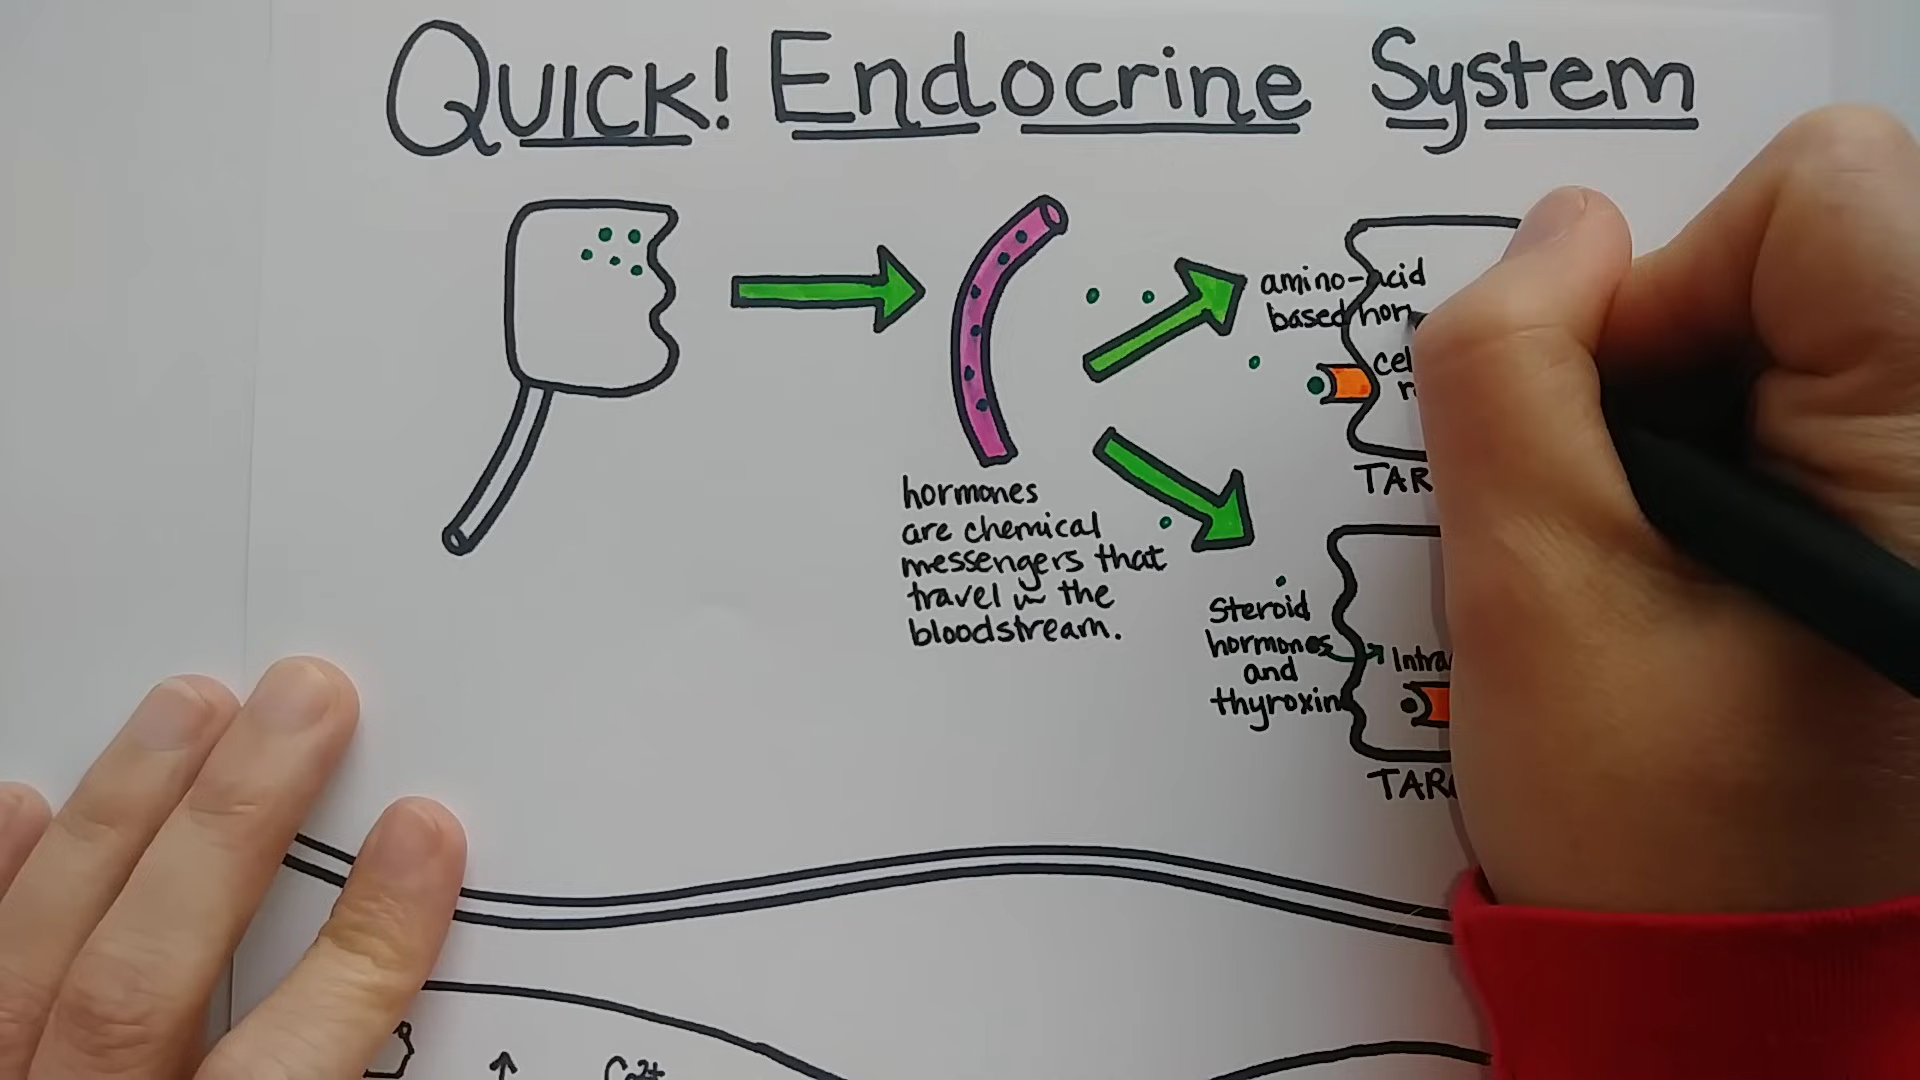 QUICK! Endocrine System
amino-acid
based hor
cel
r
TAR
hormones
are chemical
messengers that
travel in the
bloodstream.
Steroid
hormones
and
thyroxin
Intra
TAR
↑ Ca2+